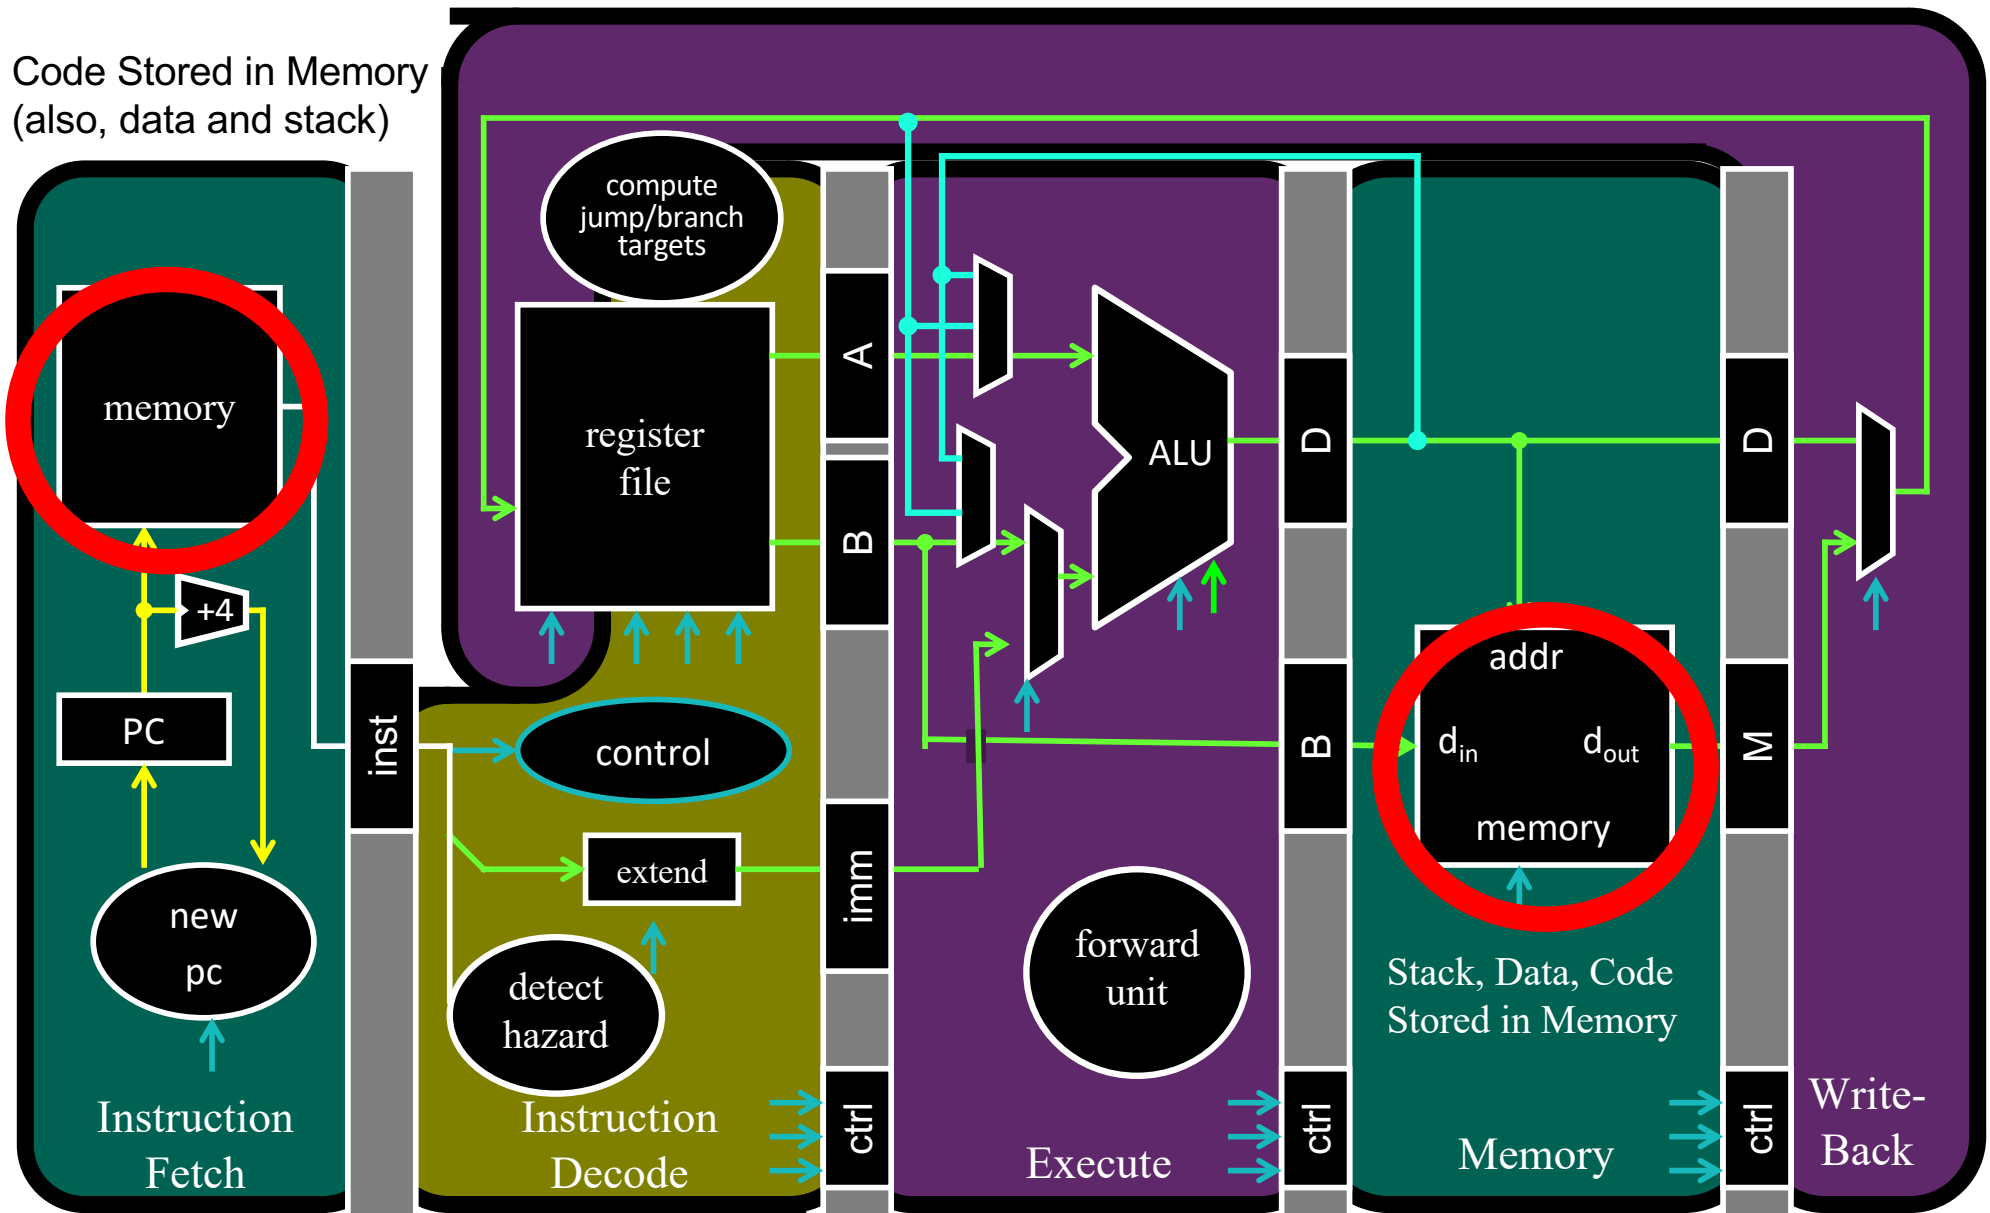 Code Stored in Memory
(also, data and stack)
compute
jump/branch
targets
memory
+4
PC
new
pc
Instruction
Fetch
inst
register
file
control
extend
detect
hazard
Instruction
Decode
A
B
imm
ctrl
ALU
forward
unit
Execute
D
B
ctrl
addr
d_in
d_out
memory
Stack, Data, Code
Stored in Memory
Memory
D
M
ctrl
Write-
Back